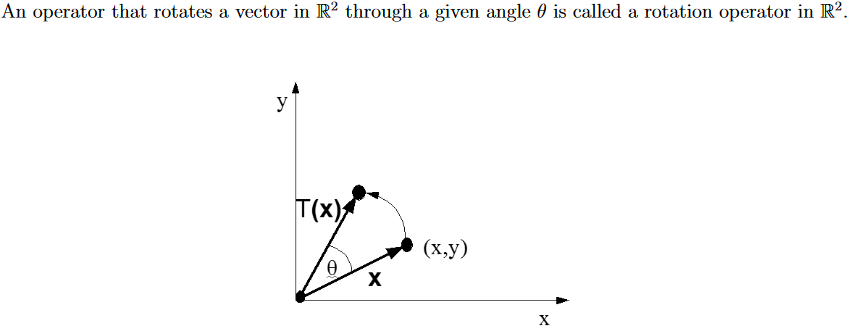 An operator that rotates a vector in ℝ² through a given angle θ is called a rotation operator in ℝ².
y
T(x)
(x,y)
θ
x
x